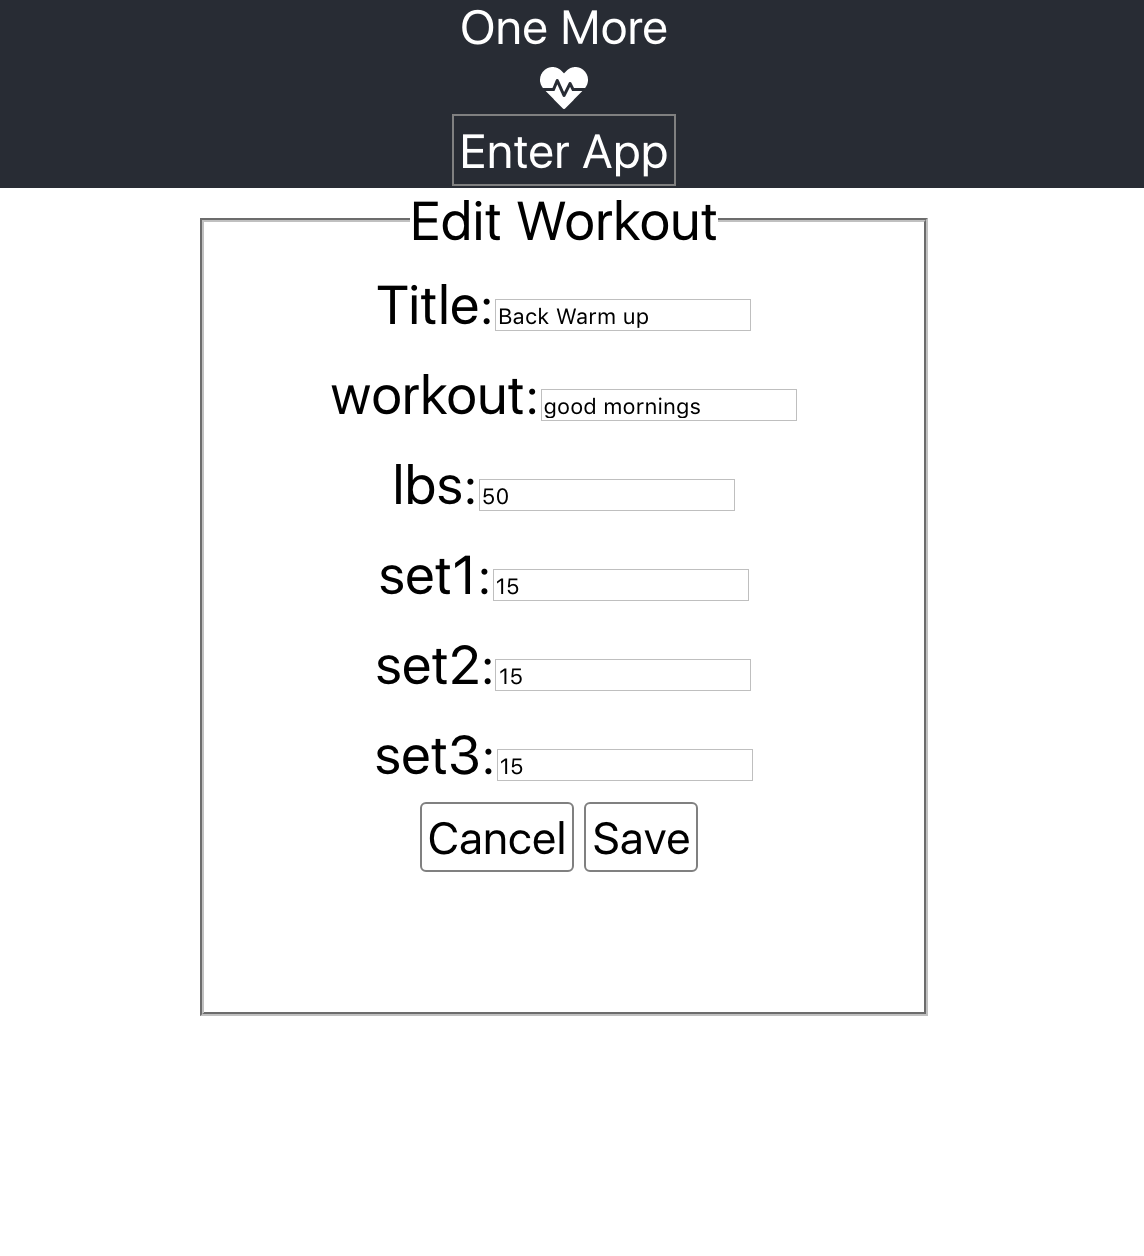 One More
Enter App
Edit Workout
Title: Back Warm up
workout: good mornings
lbs: 50
set1: 15
set2: 15
set3: 15
Cancel Save